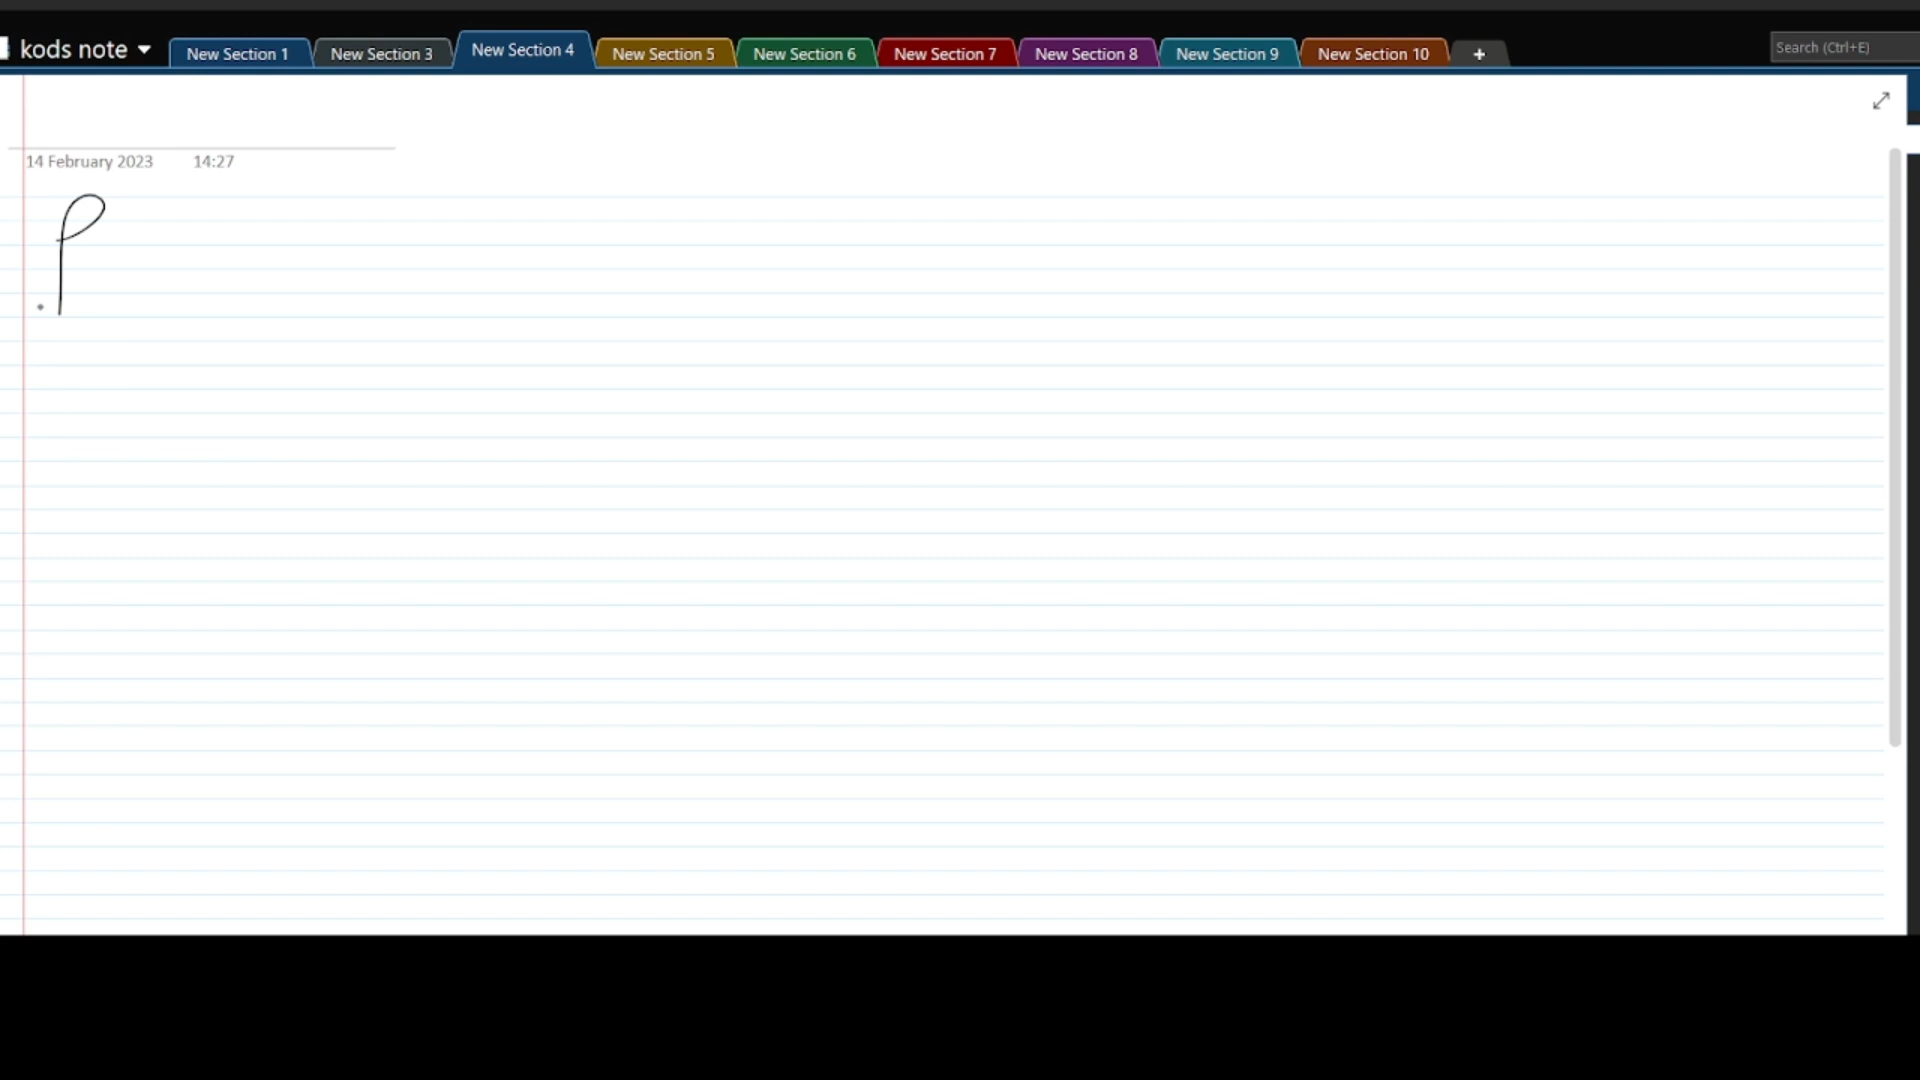 kods note New Section 1 New Section 3 New Section 4 New Section 5 New Section 6 New Section 7 New Section 8 New Section 9 New Section 10 + Search (Ctrl+E)
14 February 2023 14:27
P